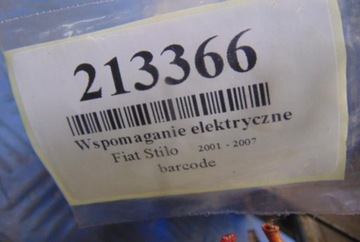 213366
Wspomaganie elektryczne
Fiat Stilo 2001 - 2007
barcode